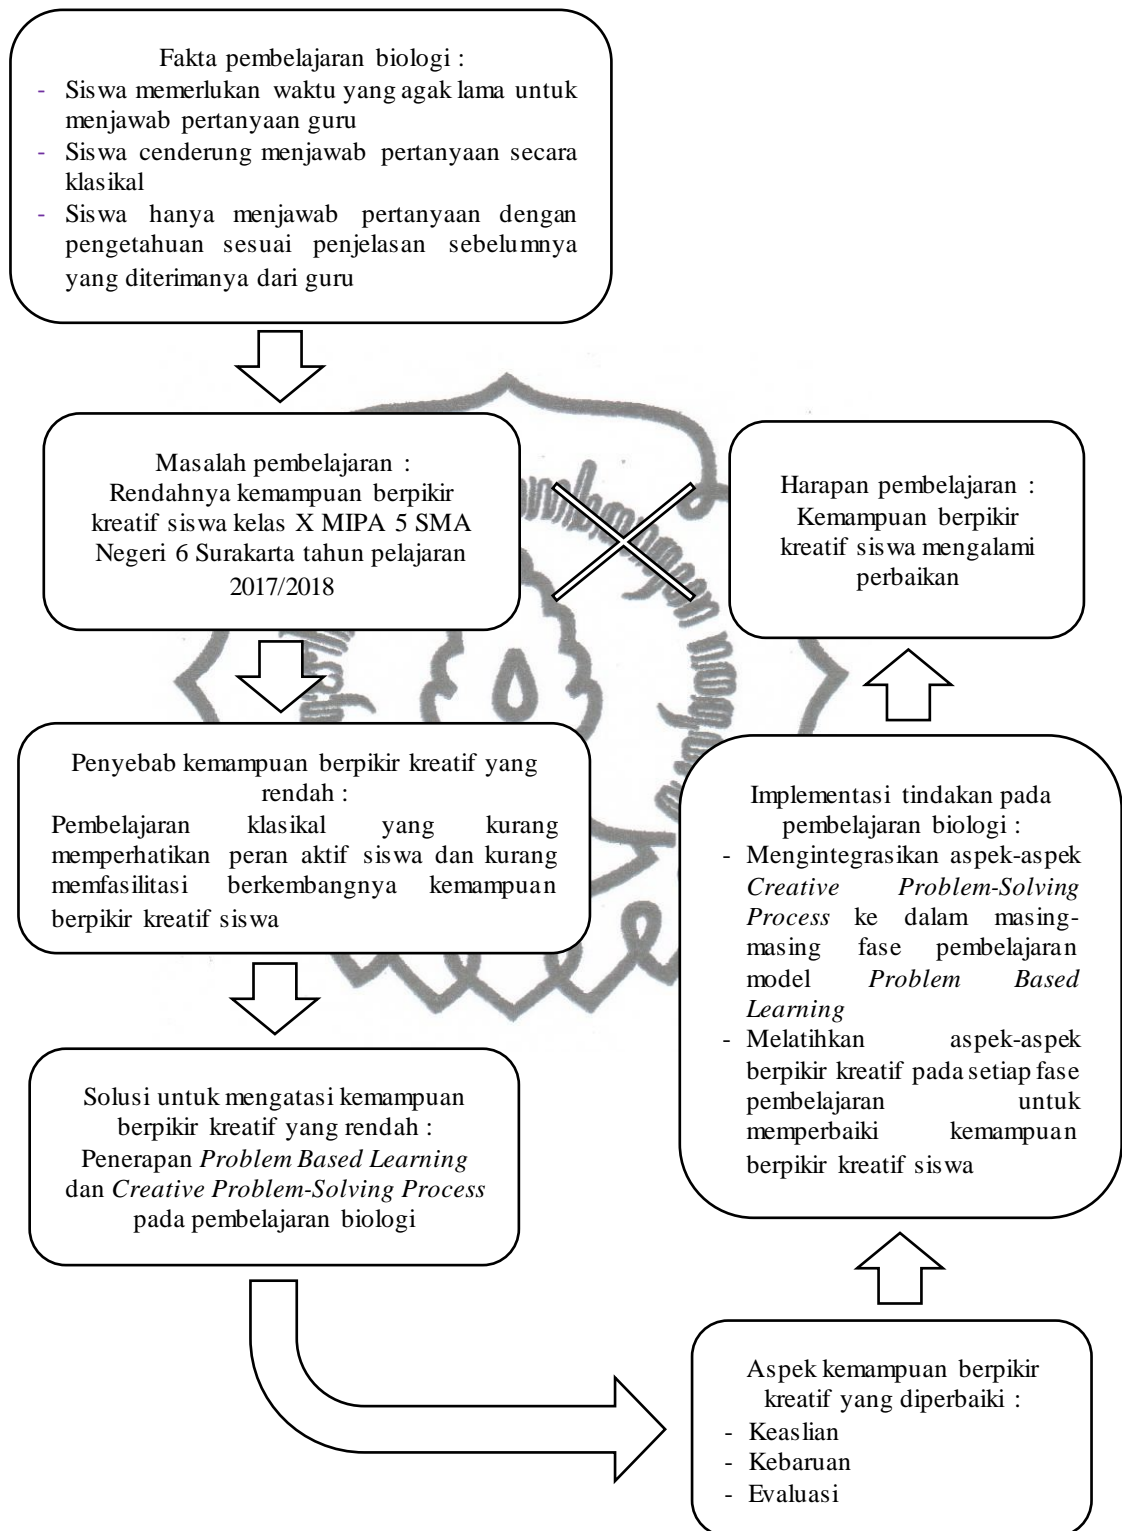 Fakta pembelajaran biologi :
- Siswa memerlukan waktu yang agak lama untuk
menjawab pertanyaan guru
- Siswa cenderung menjawab pertanyaan secara
klasikal
- Siswa hanya menjawab pertanyaan dengan
pengetahuan sesuai penjelasan sebelumnya
yang diterimanya dari guru
Masalah pembelajaran :
Rendahnya kemampuan berpikir
kreatif siswa kelas X MIPA 5 SMA
Negeri 6 Surakarta tahun pelajaran
2017/2018
Penyebab kemampuan berpikir kreatif yang
rendah :
Pembelajaran klasikal yang kurang
memperhatikan peran aktif siswa dan kurang
memfasilitasi berkembangnya kemampuan
berpikir kreatif siswa
Solusi untuk mengatasi kemampuan
berpikir kreatif yang rendah :
Penerapan Problem Based Learning
dan Creative Problem-Solving Process
pada pembelajaran biologi
Aspek kemampuan berpikir
kreatif yang diperbaiki :
- Keaslian
- Kebaruan
- Evaluasi
Implementasi tindakan pada
pembelajaran biologi :
- Mengintegrasikan aspek-aspek
Creative Problem-Solving
Process ke dalam masing-
masing fase pembelajaran
model Problem Based
Learning
- Melatihkan aspek-aspek
berpikir kreatif pada setiap fase
pembelajaran untuk
memperbaiki kemampuan
berpikir kreatif siswa
Harapan pembelajaran :
Kemampuan berpikir
kreatif siswa mengalami
perbaikan